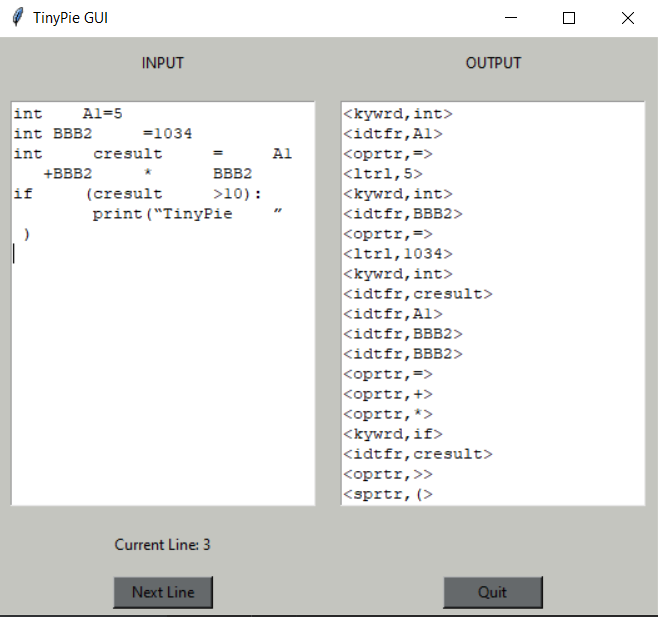 TinyPie GUI
INPUT
OUTPUT
int    A1=5
int BBB2     =1034
int     cresult     =     A1
   +BBB2     *      BBB2
if     (cresult     >10):
        print(“TinyPie    ”
 )
<kywrd,int>
<idtfr,A1>
<oprtr,=>
<ltrl,5>
<kywrd,int>
<idtfr,BBB2>
<oprtr,=>
<ltrl,1034>
<kywrd,int>
<idtfr,cresult>
<idtfr,A1>
<idtfr,BBB2>
<idtfr,BBB2>
<oprtr,=>
<oprtr,+>
<oprtr,*>
<kywrd,if>
<idtfr,cresult>
<oprtr,>>
<sprtr,(>
Current Line: 3
Next Line
Quit